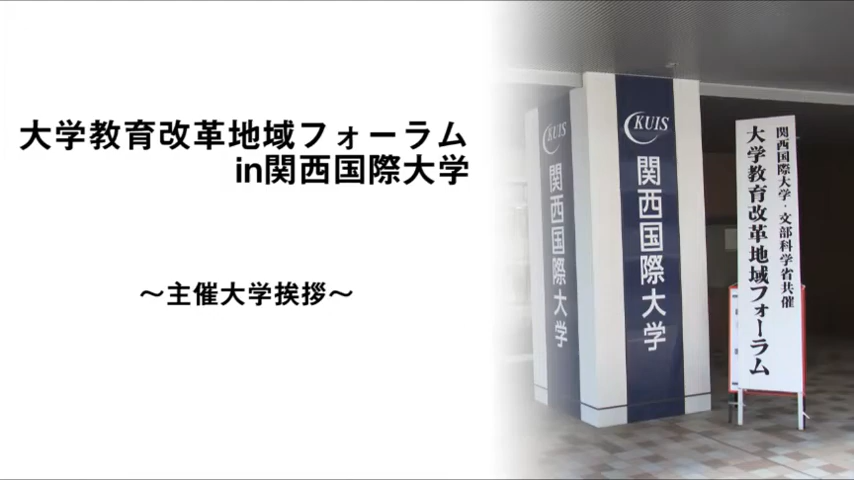 大学教育改革地域フォーラム
in関西国際大学
～主催大学挨拶～
KUIS
関西国際大学
KUIS
関西国際大学
関西国際大学・文部科学省共催
大学教育改革地域フォーラム